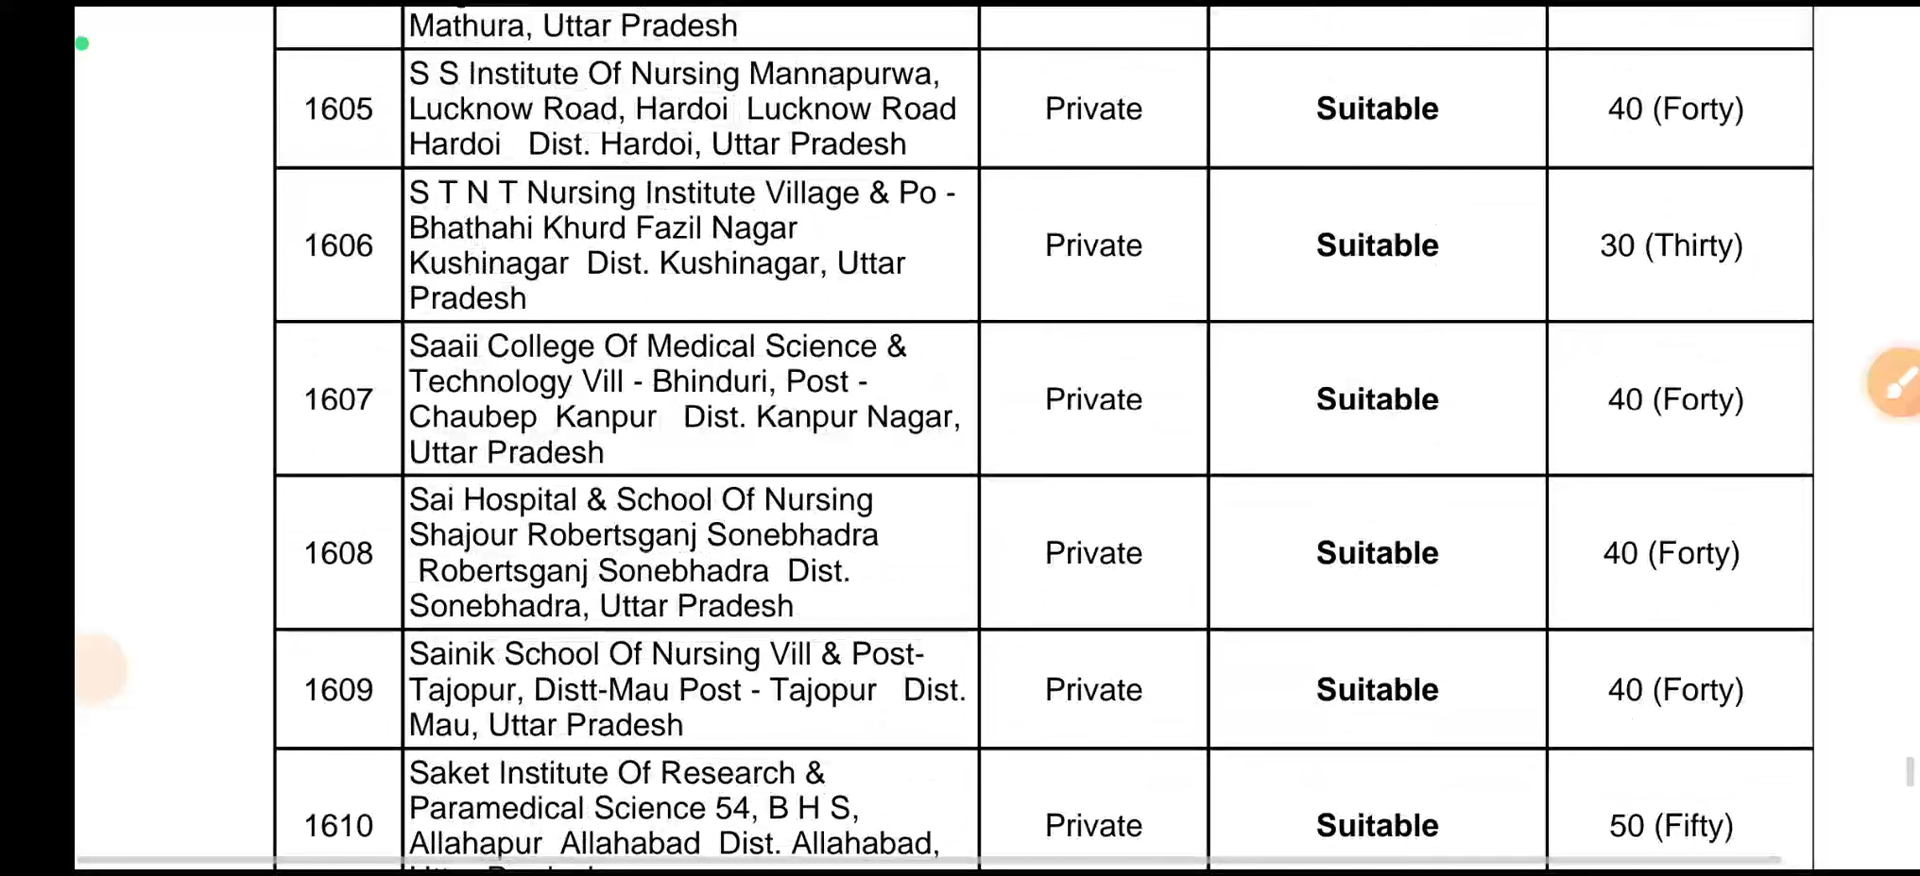 Mathura, Uttar Pradesh
1605
S S Institute Of Nursing Mannapurwa,
Lucknow Road, Hardoi Lucknow Road
Hardoi Dist. Hardoi, Uttar Pradesh
Private
Suitable
40 (Forty)
1606
S T N T Nursing Institute Village & Po -
Bhathahi Khurd Fazil Nagar
Kushinagar Dist. Kushinagar, Uttar
Pradesh
Private
Suitable
30 (Thirty)
1607
Saaii College Of Medical Science &
Technology Vill - Bhinduri, Post -
Chaubep Kanpur Dist. Kanpur Nagar,
Uttar Pradesh
Private
Suitable
40 (Forty)
1608
Sai Hospital & School Of Nursing
Shajour Robertsganj Sonebhadra
Robertsganj Sonebhadra Dist.
Sonebhadra, Uttar Pradesh
Private
Suitable
40 (Forty)
1609
Sainik School Of Nursing Vill & Post-
Tajopur, Distt-Mau Post - Tajopur Dist.
Mau, Uttar Pradesh
Private
Suitable
40 (Forty)
1610
Saket Institute Of Research &
Paramedical Science 54, B H S,
Allahapur Allahabad Dist. Allahabad,
Private
Suitable
50 (Fifty)